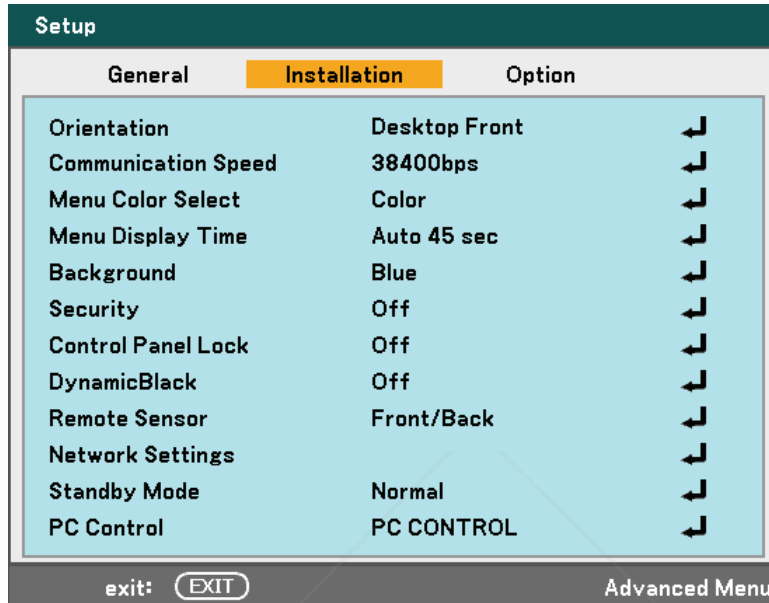 Setup
General Installation Option
Orientation Desktop Front
Communication Speed 38400bps
Menu Color Select Color
Menu Display Time Auto 45 sec
Background Blue
Security Off
Control Panel Lock Off
DynamicBlack Off
Remote Sensor Front/Back
Network Settings
Standby Mode Normal
PC Control PC CONTROL
exit: EXIT Advanced Menu